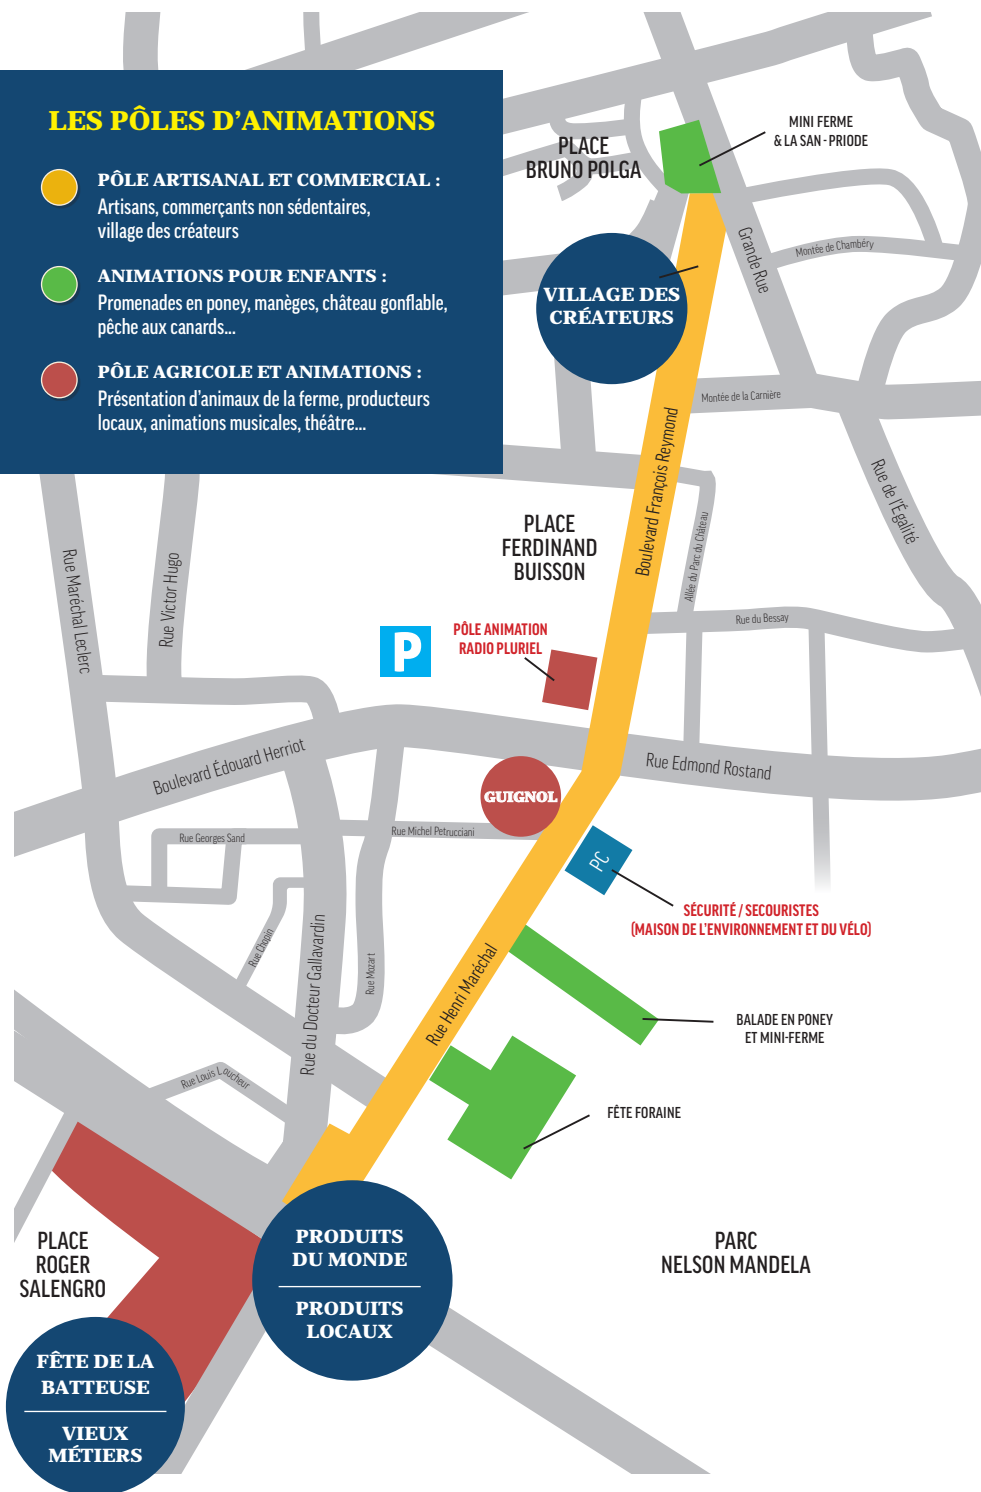 LES PÔLES D'ANIMATIONS
PÔLE ARTISANAL ET COMMERCIAL :
Artisans, commerçants non sédentaires,
village des créateurs
ANIMATIONS POUR ENFANTS :
Promenades en poney, manèges, château gonflable,
pêche aux canards...
PÔLE AGRICOLE ET ANIMATIONS :
Présentation d'animaux de la ferme, producteurs
locaux, animations musicales, théâtre...
MINI FERME
& LA SAN - PRIODE
PLACE
BRUNO POLGA
Grande Rue
Montée de Chambéry
VILLAGE DES
CRÉATEURS
Montée de la Carnière
Boulevard François Reymond
Rue de l'Égalité
PLACE
FERDINAND
BUISSON
Allée du Parc du Château
Rue Maréchal Leclerc
Rue Victor Hugo
Rue du Bessay
P
PÔLE ANIMATION
RADIO PLURIEL
Boulevard Édouard Herriot
Rue Edmond Rostand
GUIGNOL
Rue Georges Sand
Rue Michel Petrucciani
PC
SÉCURITÉ / SECOURISTES
(MAISON DE L'ENVIRONNEMENT ET DU VÉLO)
Rue Chopin
Rue du Docteur Gallavardin
Rue Mozart
Rue Henri Maréchal
BALADE EN PONEY
ET MINI-FERME
Rue Louis Loucheur
FÊTE FORAINE
PLACE
ROGER
SALENGRO
PRODUITS
DU MONDE
PRODUITS
LOCAUX
PARC
NELSON MANDELA
FÊTE DE LA
BATTEUSE
VIEUX
MÉTIERS